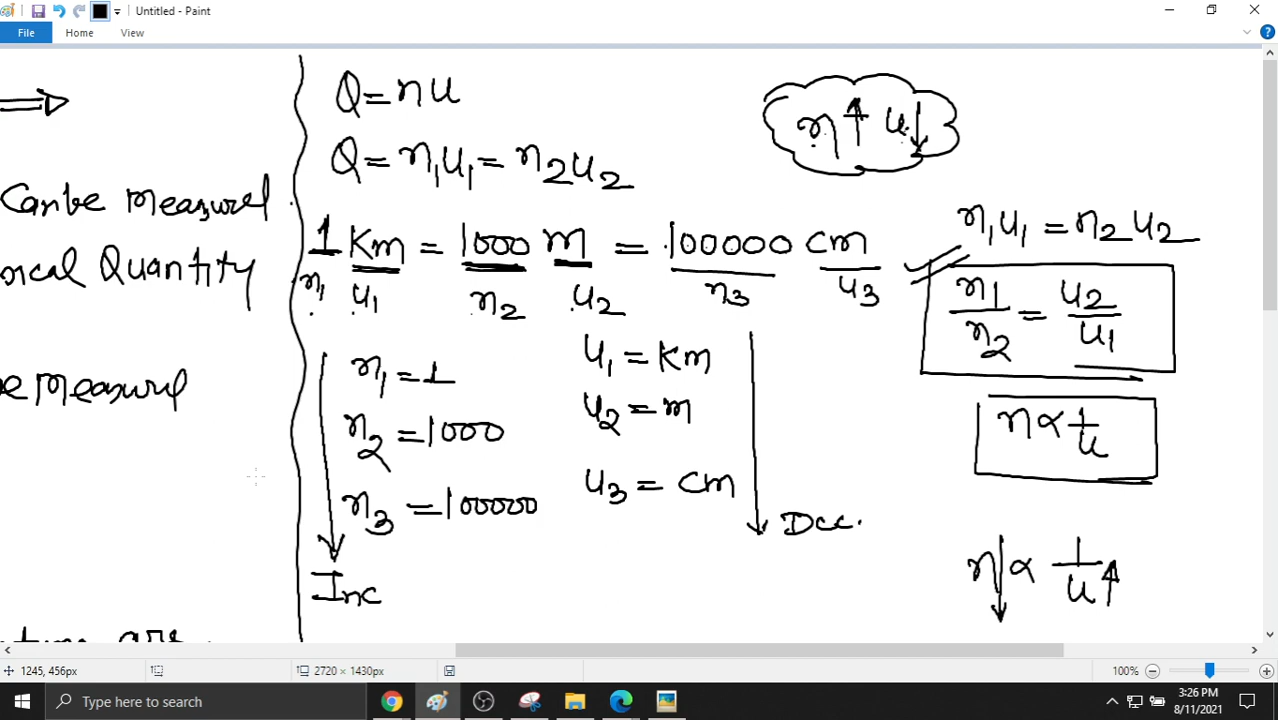 Untitled - Paint
File Home View
Can be Measured
ical Quantity
e Measured
Q = nu
Q = n₁u₁ = n₂u₂
1 Km = 1000 m = 100000 cm
n₁ u₁ n₂ u₂ n₃ u₃
n₁ = 1
n₂ = 1000
n₃ = 100000
Inc
u₁ = Km
u₂ = m
u₃ = cm
Dcc.
n↑ u↓
n₁u₁ = n₂u₂
n1/n₂ = u₂/u₁
n ∝ 1/u
n↓ ∝ 1/u↑
1245, 456px 2720 × 1430px 100%
Type here to search
3:26 PM
8/11/2021